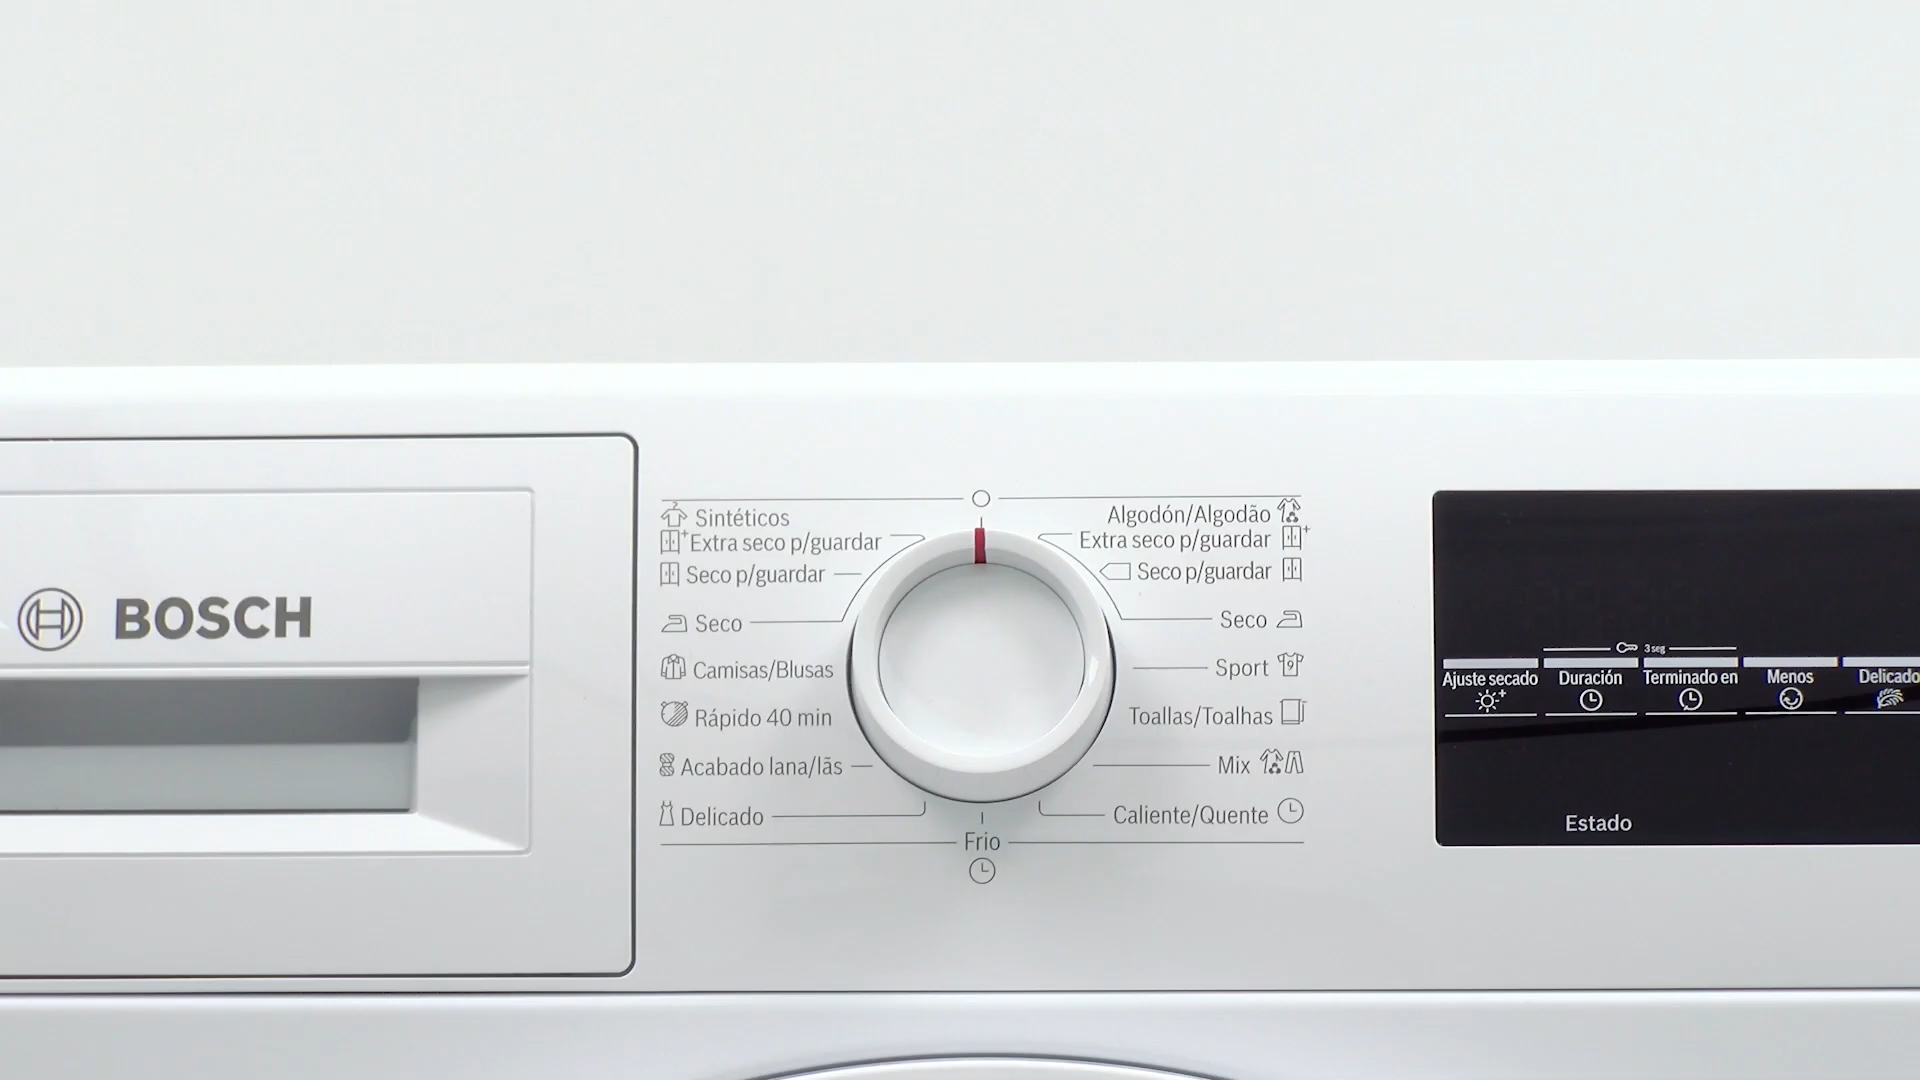 BOSCH
Sintéticos
Extra seco p/guardar
Seco p/guardar
Seco
Camisas/Blusas
Rápido 40 min
Acabado lana/lãs
Delicado
Frio
Algodón/Algodão
Extra seco p/guardar
Seco p/guardar
Seco
Sport
Toallas/Toalhas
Mix
Caliente/Quente
3 seg
Ajuste secado Duración Terminado en Menos Delicado
Estado